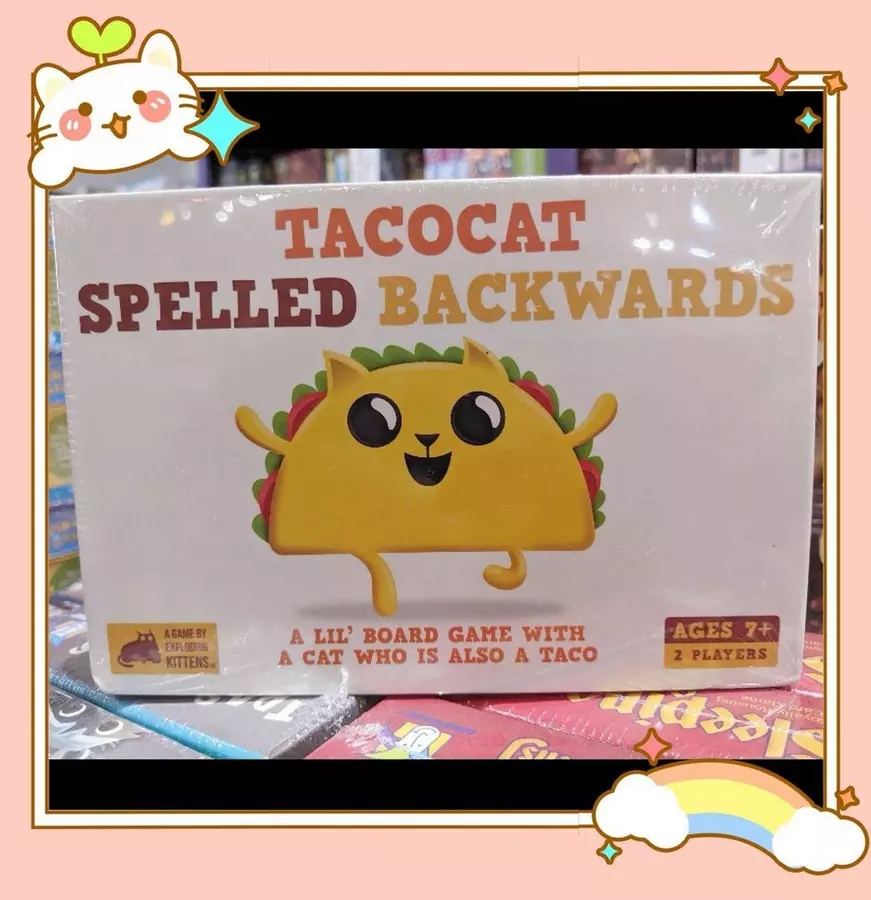 TACOCAT
SPELLED BACKWARDS
A GAME BY
EXPLODING
KITTENS
A LIL' BOARD GAME WITH
A CAT WHO IS ALSO A TACO
AGES 7+
2 PLAYERS
Sleeping